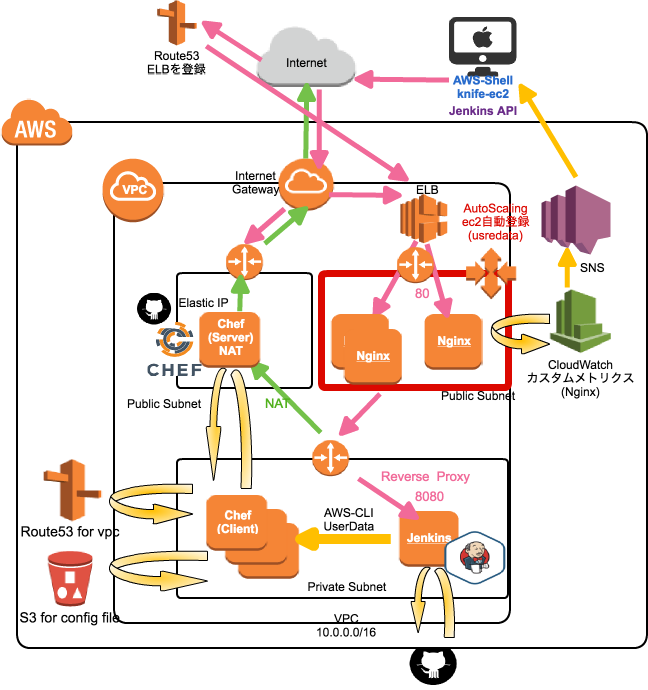 Route53
ELBを登録
Internet
AWS-Shell
knife-ec2
Jenkins API
AWS
VPC
Internet
Gateway
ELB
AutoScaling
ec2自動登録
(usredata)
SNS
Elastic IP
80
Chef
(Server)
NAT
CHEF
Nginx
Nginx
CloudWatch
カスタムメトリクス
(Nginx)
Public Subnet
NAT
Public Subnet
Reverse Proxy
8080
Route53 for vpc
Chef
(Client)
AWS-CLI
UserData
Jenkins
S3 for config file
Private Subnet
VPC
10.0.0.0/16